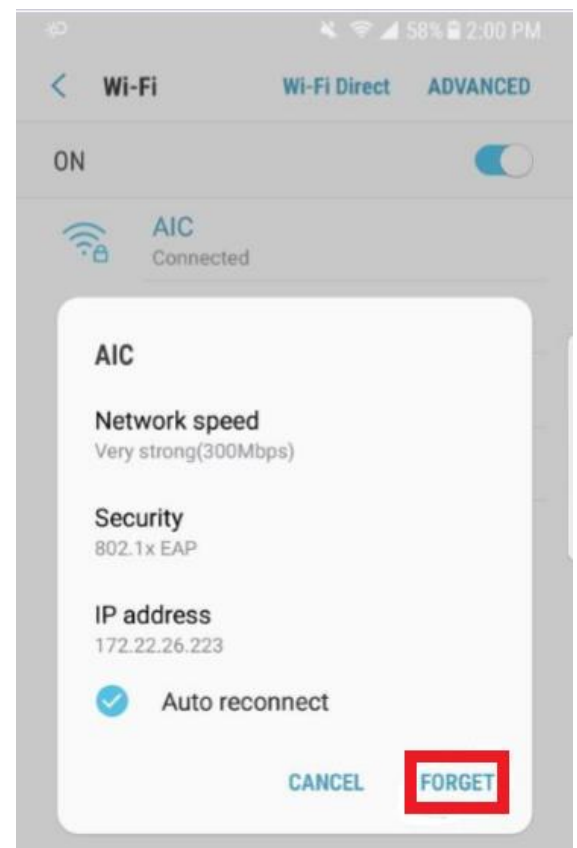 58% 2:00 PM
Wi-Fi Wi-Fi Direct ADVANCED
ON
AIC
Connected
AIC
Network speed
Very strong(300Mbps)
Security
802.1x EAP
IP address
172.22.26.223
Auto reconnect
CANCEL FORGET